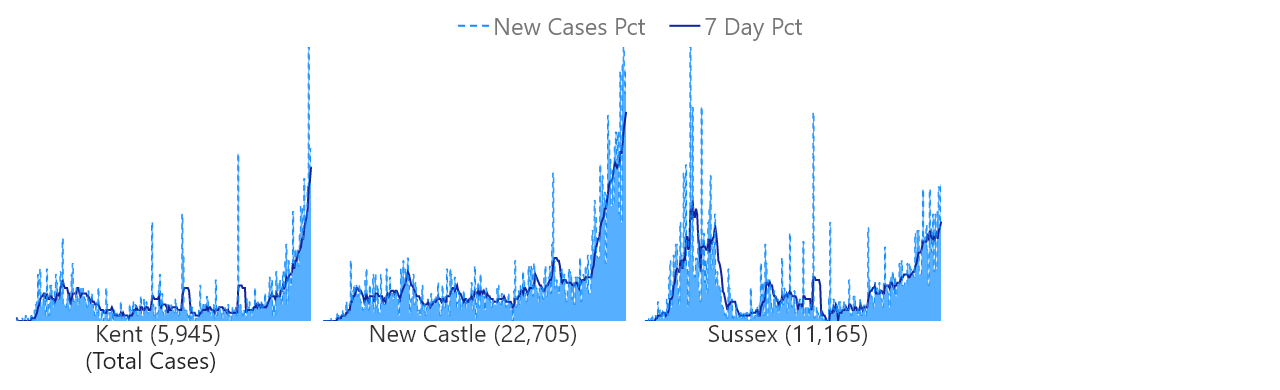 New Cases Pct 7 Day Pct
Kent (5,945) New Castle (22,705) Sussex (11,165)
(Total Cases)